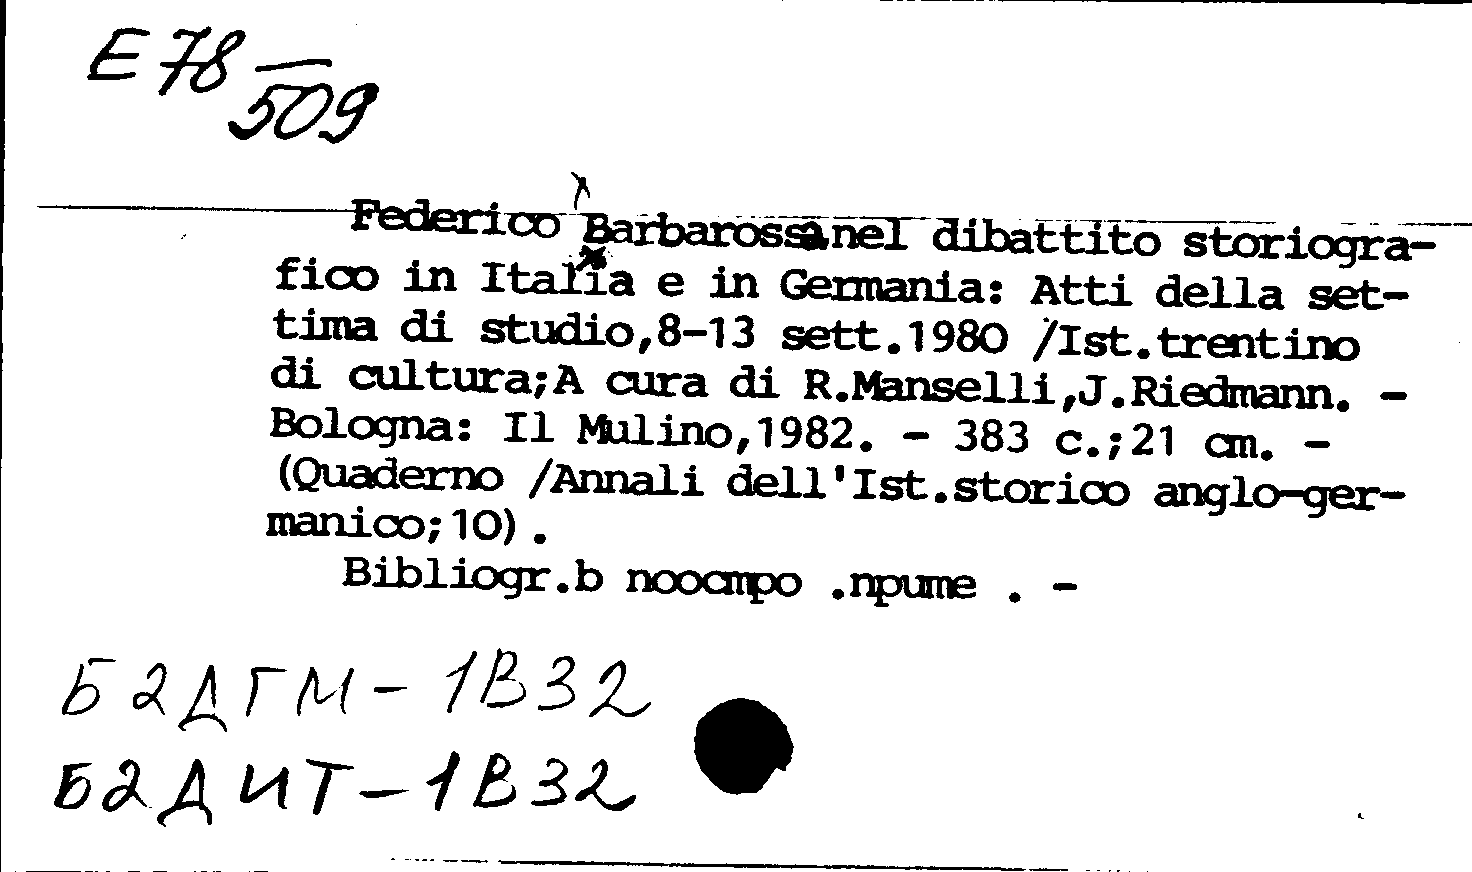 E78—
509
Federico Barbarossa nel dibattito storiogra-
fico in Italia e in Germania: Atti della set-
tima di studio,8-13 sett.1980 /Ist.trentino
di cultura;A cura di R.Manselli,J.Riedmann. -
Bologna: Il Mulino,1982. - 383 c.;21 cm. -
(Quaderno /Annali dell'Ist.storico anglo-ger-
manico;10).
Bibliogr.b noocmpo .npume . -
Б2ДГМ-1В32
Б2ДИТ-1В32